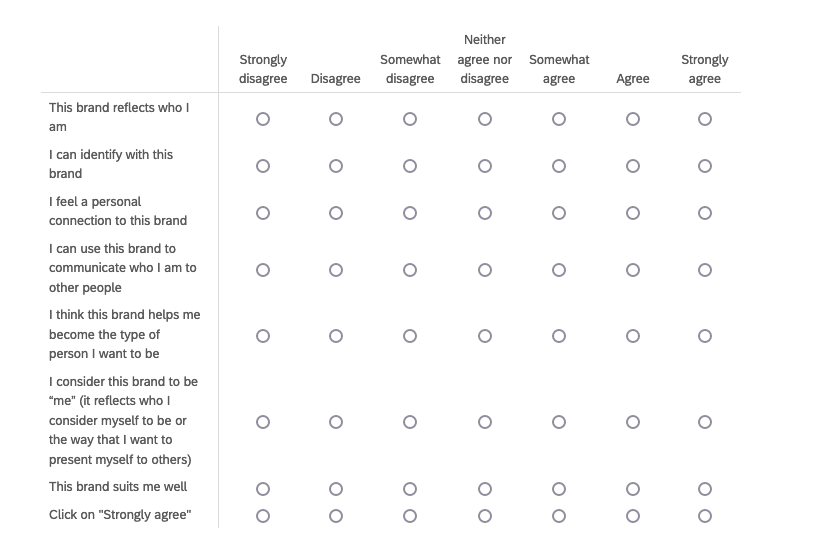 Strongly disagree
Disagree
Somewhat disagree
Neither agree nor disagree
Somewhat agree
Agree
Strongly agree
This brand reflects who I
am
I can identify with this
brand
I feel a personal
connection to this brand
I can use this brand to
communicate who I am to
other people
I think this brand helps me
become the type of
person I want to be
I consider this brand to be
“me” (it reflects who I
consider myself to be or
the way that I want to
present myself to others)
This brand suits me well
Click on "Strongly agree"